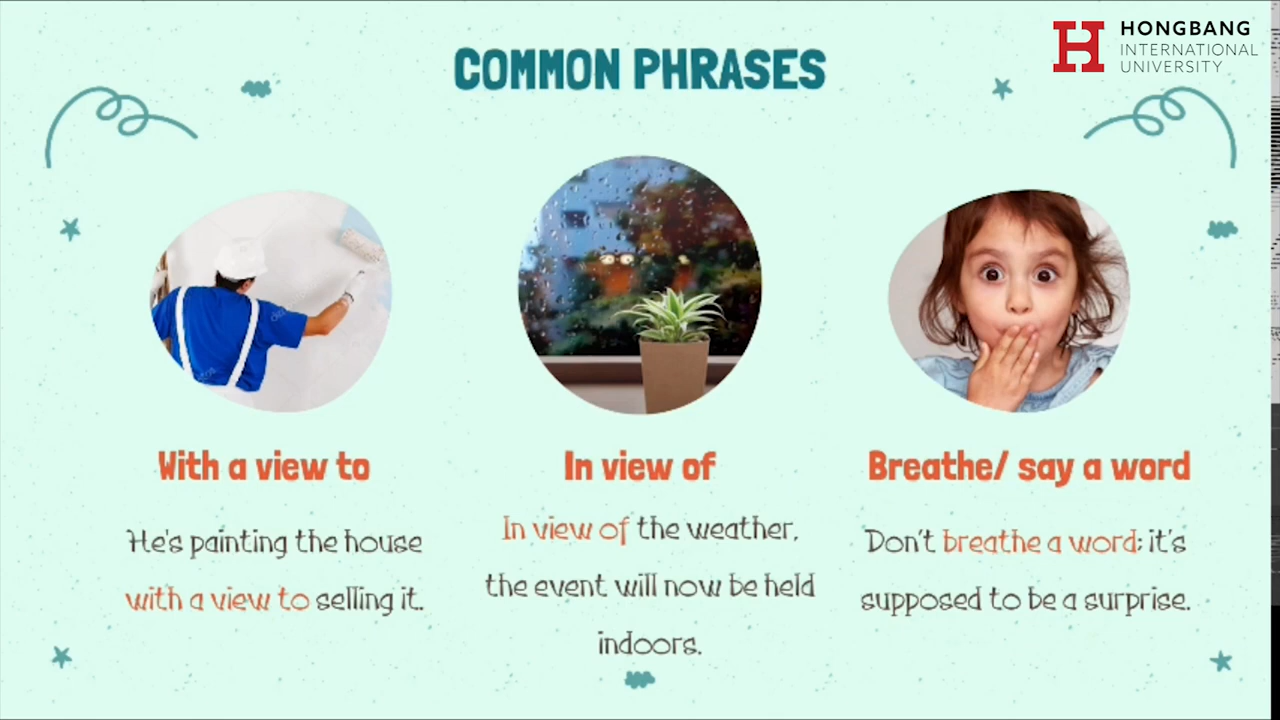 HONGBANG
INTERNATIONAL
UNIVERSITY
COMMON PHRASES
With a view to
He's painting the house
with a view to selling it.
In view of
In view of the weather,
the event will now be held
indoors.
Breathe/ say a word
Don't breathe a word; it's
supposed to be a surprise.